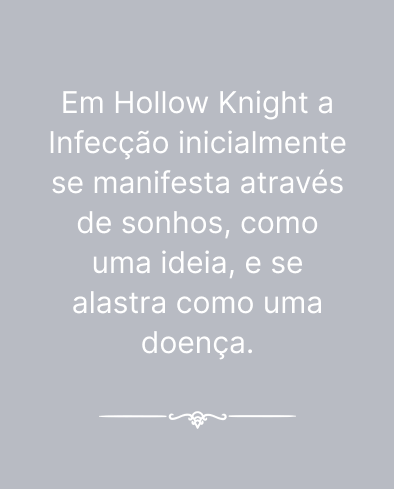 Em Hollow Knight a
Infecção inicialmente
se manifesta através
de sonhos, como
uma ideia, e se
alastra como uma
doença.